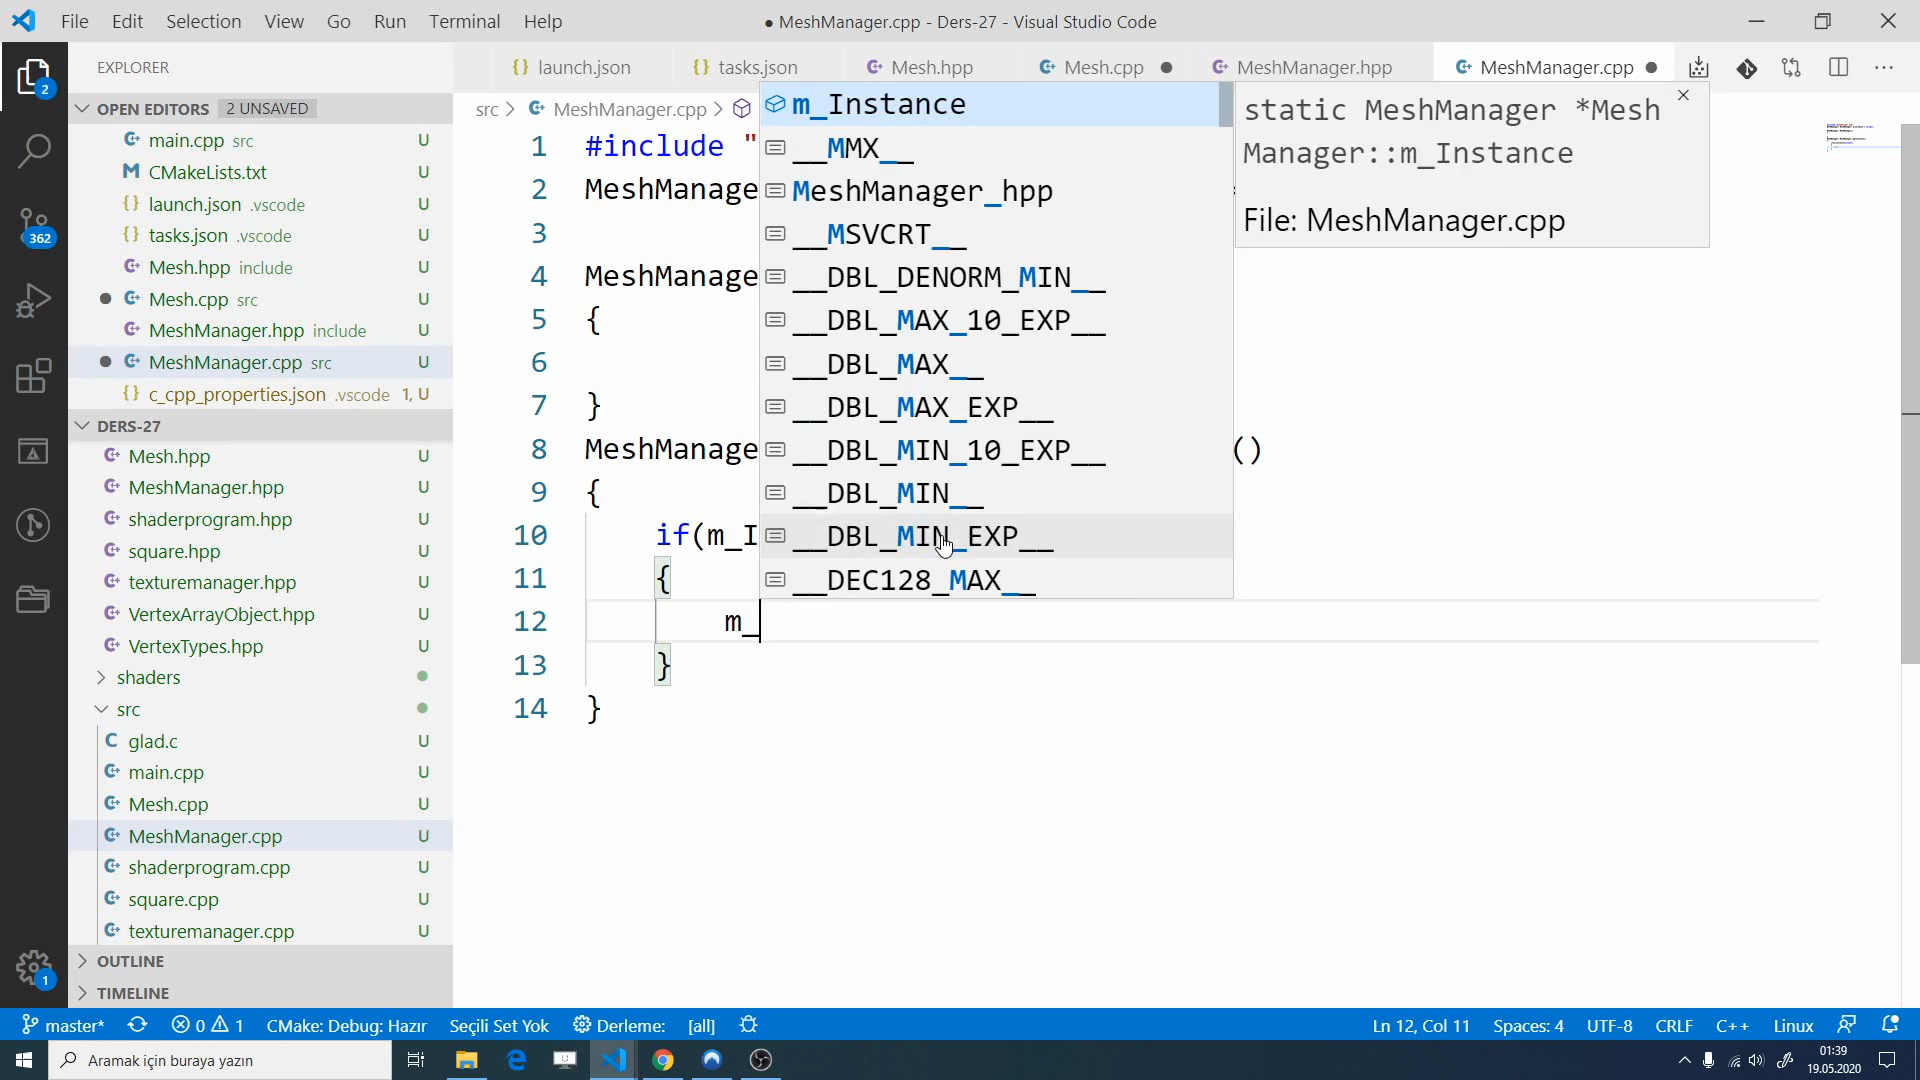 File Edit Selection View Go Run Terminal Help
● MeshManager.cpp - Ders-27 - Visual Studio Code
EXPLORER
OPEN EDITORS 2 UNSAVED
main.cpp src U
CMakeLists.txt U
launch.json .vscode U
tasks.json .vscode U
Mesh.hpp include U
Mesh.cpp src U
MeshManager.hpp include U
MeshManager.cpp src U
c_cpp_properties.json .vscode 1, U
DERS-27
Mesh.hpp U
MeshManager.hpp U
shaderprogram.hpp U
square.hpp U
texturemanager.hpp U
VertexArrayObject.hpp U
VertexTypes.hpp U
shaders
src
glad.c U
main.cpp U
Mesh.cpp U
MeshManager.cpp U
shaderprogram.cpp U
square.cpp U
texturemanager.cpp U
OUTLINE
TIMELINE
2
362
1
launch.json tasks.json Mesh.hpp Mesh.cpp MeshManager.hpp MeshManager.cpp
src > MeshManager.cpp >
1 #include "
2 MeshManage
3
4 MeshManage
5 {
6
7 }
8 MeshManage ()
9 {
10 if(m_I
11 {
12 m_
13 }
14 }
m_Instance
__MMX__
MeshManager_hpp
__MSVCRT__
__DBL_DENORM_MIN__
__DBL_MAX_10_EXP__
__DBL_MAX__
__DBL_MAX_EXP__
__DBL_MIN_10_EXP__
__DBL_MIN__
__DBL_MIN_EXP__
__DEC128_MAX__
static MeshManager *Mesh
Manager::m_Instance
File: MeshManager.cpp
master* 0 1 CMake: Debug: Hazır Seçili Set Yok Derleme: [all]
Ln 12, Col 11 Spaces: 4 UTF-8 CRLF C++ Linux
Aramak için buraya yazın
01:39
19.05.2020